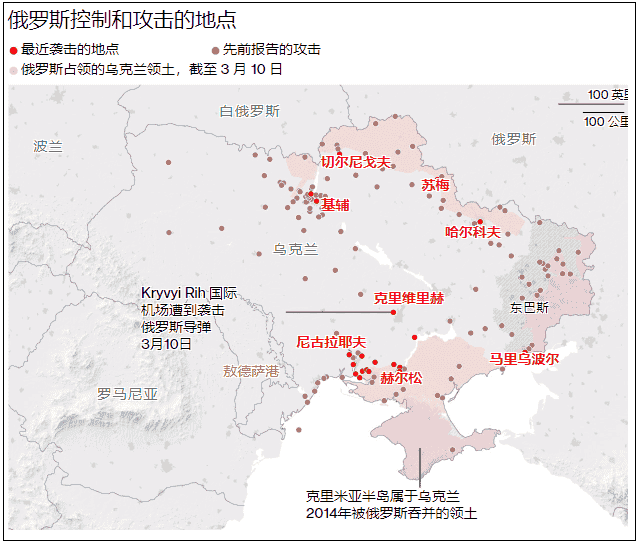 俄罗斯控制和攻击的地点
最近袭击的地点
先前报告的攻击
俄罗斯占领的乌克兰领土，截至 3 月 10 日
100 英里
100 公里
白俄罗斯
波兰
俄罗斯
切尔尼戈夫
苏梅
基辅
哈尔科夫
乌克兰
Kryvyi Rih 国际
机场遭到袭击
俄罗斯导弹
3月10日
克里维里赫
东巴斯
尼古拉耶夫
马里乌波尔
敖德萨港
赫尔松
罗马尼亚
克里米亚半岛属于乌克兰
2014年被俄罗斯吞并的领土